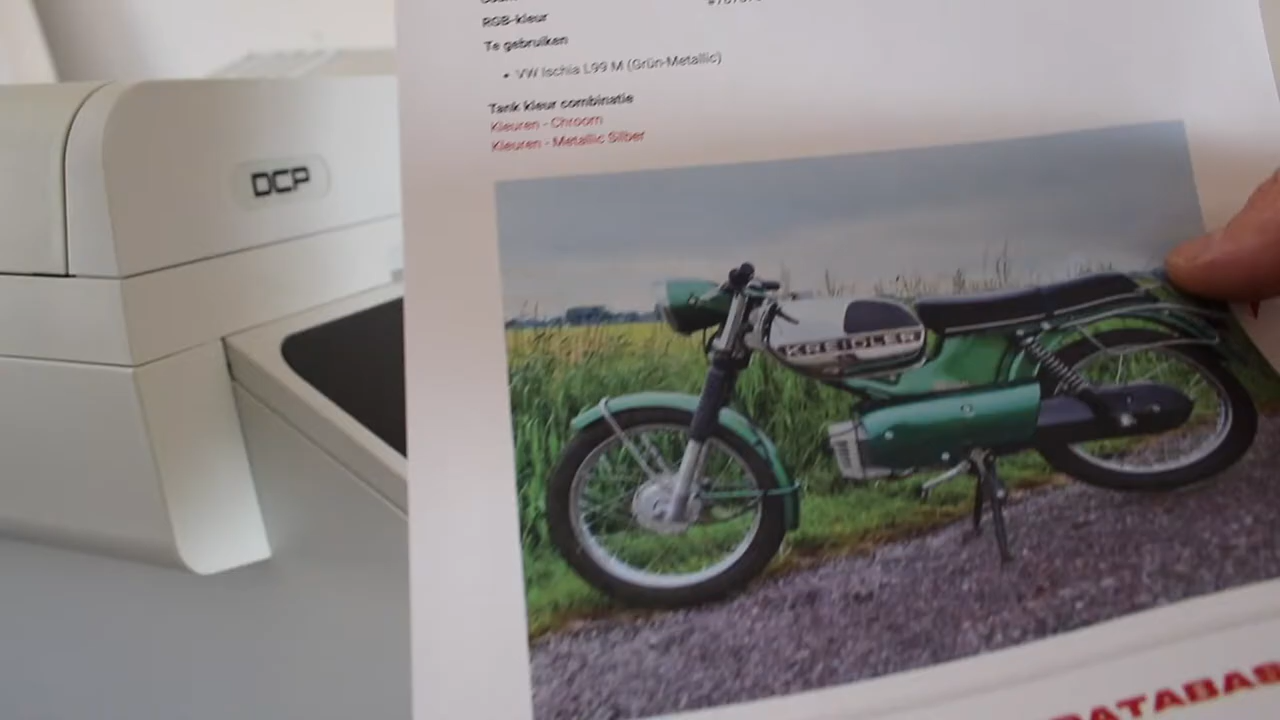 RGB-kleur
Te gebruiken
• VW Ischia L99 M (Grün-Metallic)
Tank kleur combinatie
Kleuren - Chroom
Kleuren - Metallic Silber
DCP
KREIDLER
DATABAS